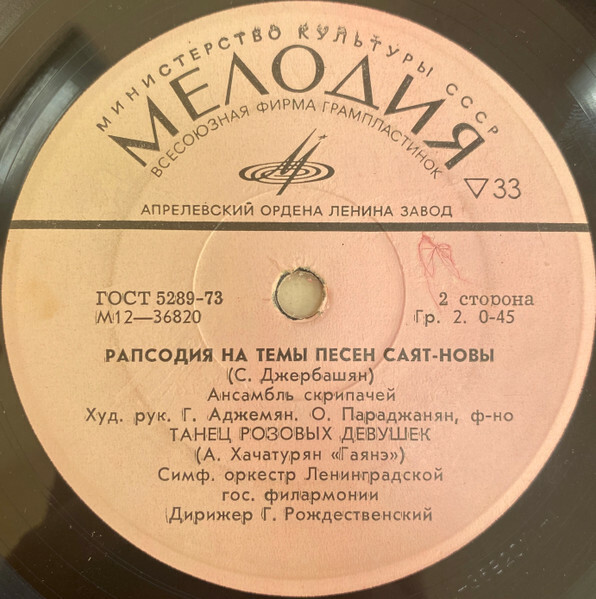 МИНИСТЕРСТВО КУЛЬТУРЫ СССР
МЕЛОДИЯ
ВСЕСОЮЗНАЯ ФИРМА ГРАМПЛАСТИНОК
33
АПРЕЛЕВСКИЙ ОРДЕНА ЛЕНИНА ЗАВОД
ГОСТ 5289-73
2 сторона
М12—36820
Гр. 2. 0-45
РАПСОДИЯ НА ТЕМЫ ПЕСЕН САЯТ-НОВЫ
(С. Джербашян)
Ансамбль скрипачей
Худ. рук. Г. Аджемян. О. Параджанян, ф-но
ТАНЕЦ РОЗОВЫХ ДЕВУШЕК
(А. Хачатурян «Гаянэ»)
Симф. оркестр Ленинградской
гос. филармонии
Дирижер Г. Рождественский